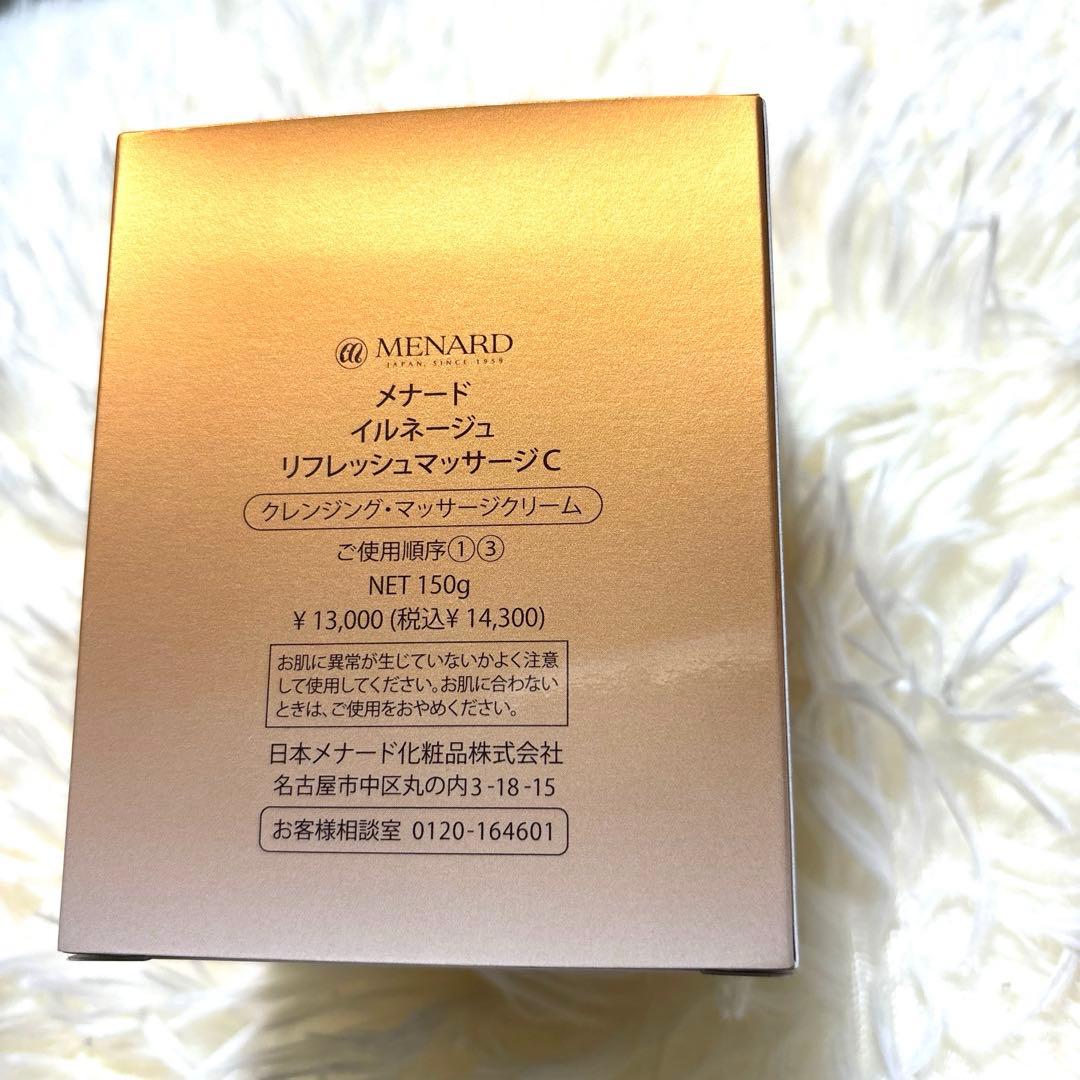 MENARD
JAPAN, SINCE 1959
メナード
イルネージュ
リフレッシュマッサージC
クレンジング・マッサージクリーム
ご使用順序①③
NET 150g
¥13,000 (税込¥14,300)
お肌に異常が生じていないかよく注意
して使用してください。お肌に合わない
ときは、ご使用をおやめください。
日本メナード化粧品株式会社
名古屋市中区丸の内3-18-15
お客様相談室 0120-164601